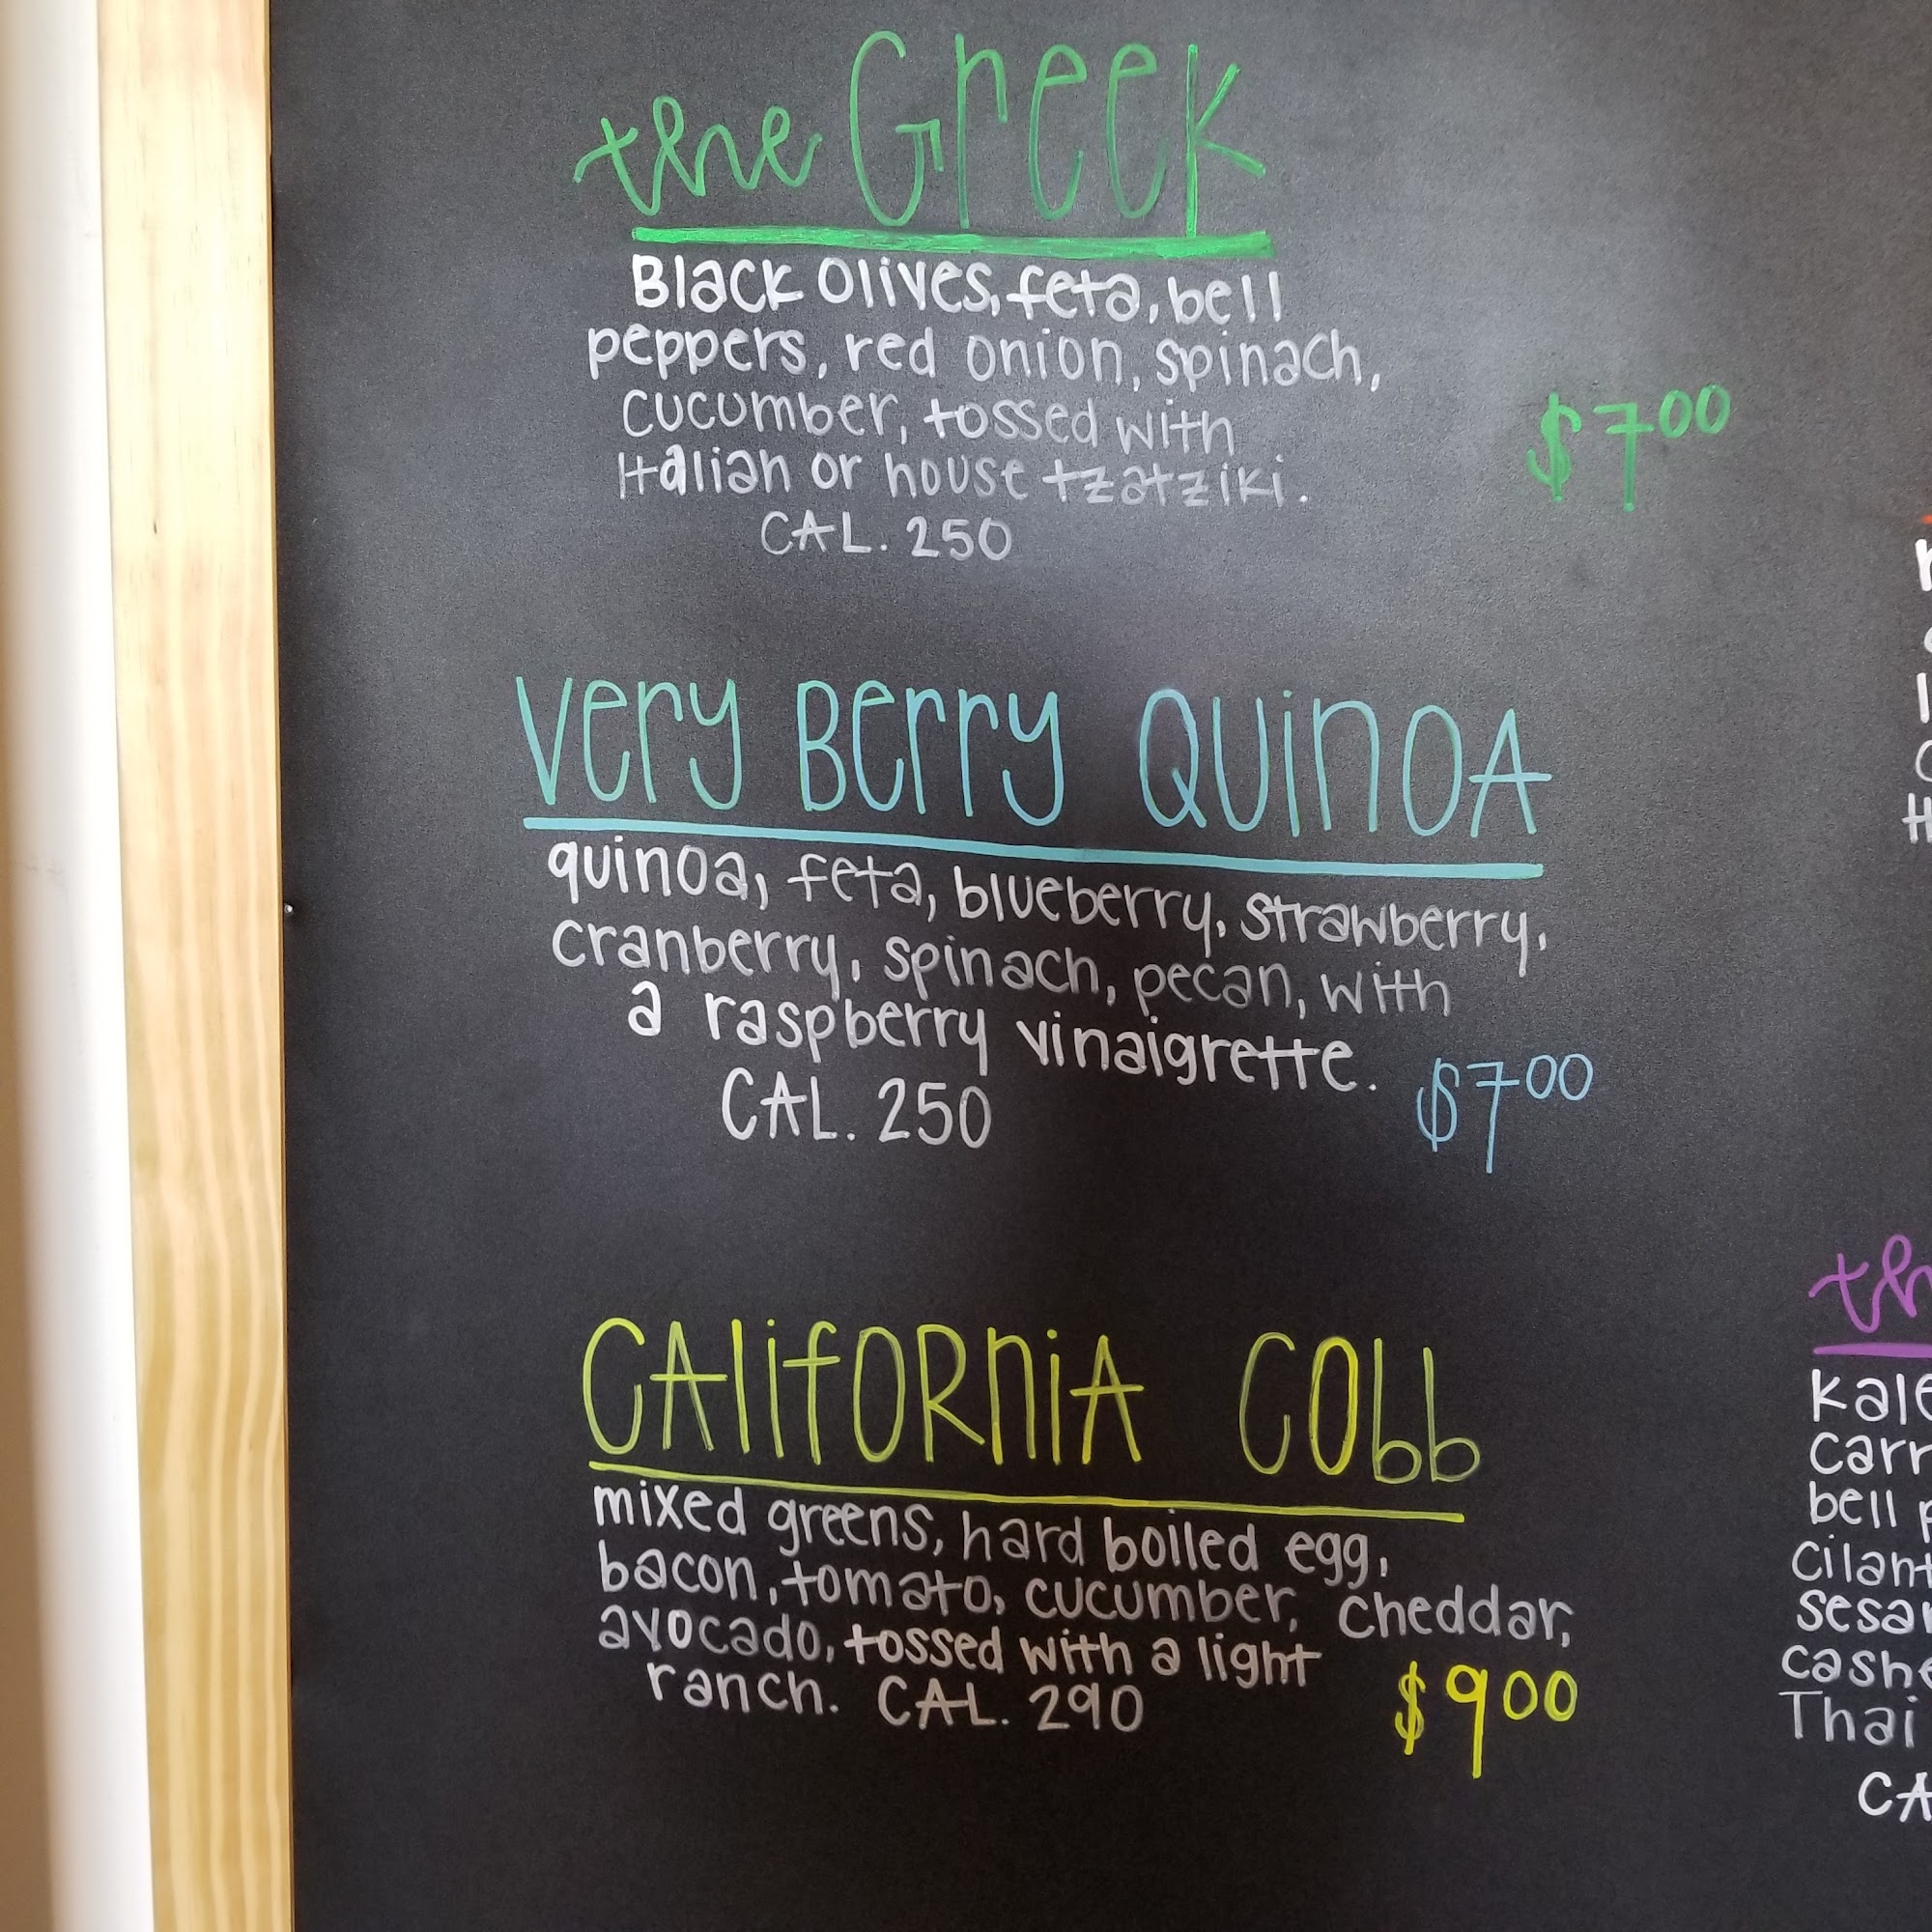 the Greek
Black Olives, feta, bell
peppers, red onion, spinach,
cucumber, tossed with
Italian or house tzatziki.
CAL. 250
$7.00
Very Berry Quinoa
quinoa, feta, blueberry, strawberry,
cranberry, spinach, pecan, with
a raspberry vinaigrette.
CAL. 250
$7.00
CALifORniA CObb
mixed greens, hard boiled egg,
bacon, tomato, cucumber, cheddar,
avocado, tossed with a light
ranch. CAL. 290
$9.00
bell
Thai